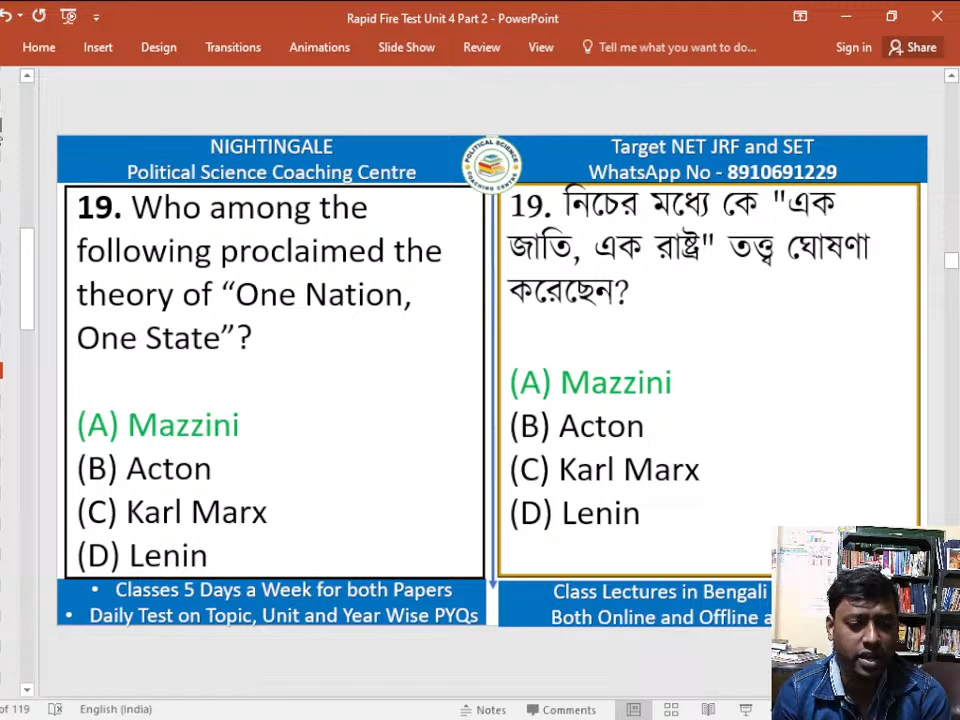 Rapid Fire Test Unit 4 Part 2 - PowerPoint
Home Insert Design Transitions Animations Slide Show Review View Tell me what you want to do... Sign in Share
NIGHTINGALE
Political Science Coaching Centre
POLITICAL SCIENCE
COACHING CENTRE
Target NET JRF and SET
WhatsApp No - 8910691229
19. Who among the
following proclaimed the
theory of “One Nation,
One State”?
(A) Mazzini
(B) Acton
(C) Karl Marx
(D) Lenin
19. নিচের মধ্যে কে "এক
জাতি, এক রাষ্ট্র" তত্ত্ব ঘোষণা
করেছেন?
(A) Mazzini
(B) Acton
(C) Karl Marx
(D) Lenin
• Classes 5 Days a Week for both Papers
• Daily Test on Topic, Unit and Year Wise PYQs
Class Lectures in Bengali
Both Online and Offline a
of 119 English (India) Notes Comments